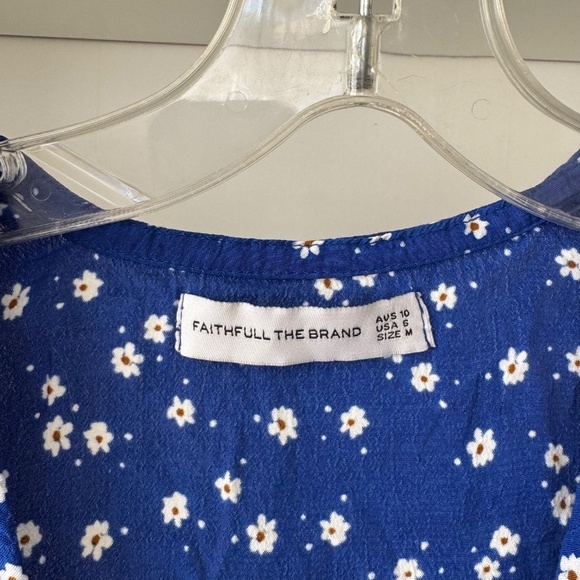 FAITHFULL THE BRAND
AUS 10
USA 6
SIZE M